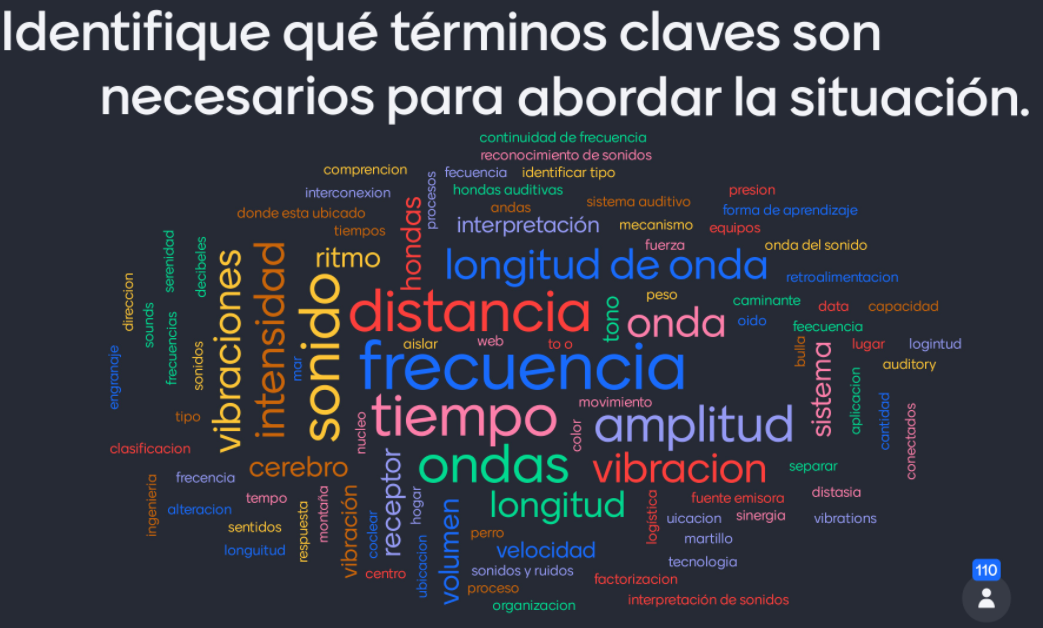 Identifique qué términos claves son
necesarios para abordar la situación.
continuidad de frecuencia
reconocimiento de sonidos
comprencion
fecuencia
identificar tipo
procesos
interconexion
hondas auditivas
presion
donde esta ubicado
andas
sistema auditivo
forma de aprendizaje
tiempos
hondas
interpretación
mecanismo
equipos
serenidad
decibeles
vibraciones
intensidad
ritmo
fuerza
onda del sonido
longitud de onda
retroalimentacion
direccion
sounds
frecuencias
sonido
distancia
tono
peso
caminante
data
capacidad
onda
oido
feecuencia
engranaje
sonidos
mar
aislar
web
to o
bulla
lugar
logintud
frecuencia
sistema
auditory
aplicacion
cantidad
conectados
tipo
nucleo
tiempo
movimiento
color
amplitud
clasificacion
cerebro
receptor
ondas
vibracion
separar
ingenieria
frecencia
tempo
respuesta
montaña
vibración
coclear
hogar
longitud
logistica
fuente emisora
distasia
alteracion
sentidos
ubicacion
volumen
perro
uicacion
sinergia
vibrations
martillo
longuitud
velocidad
tecnologia
centro
sonidos y ruidos
factorizacion
proceso
organizacion
interpretación de sonidos
110